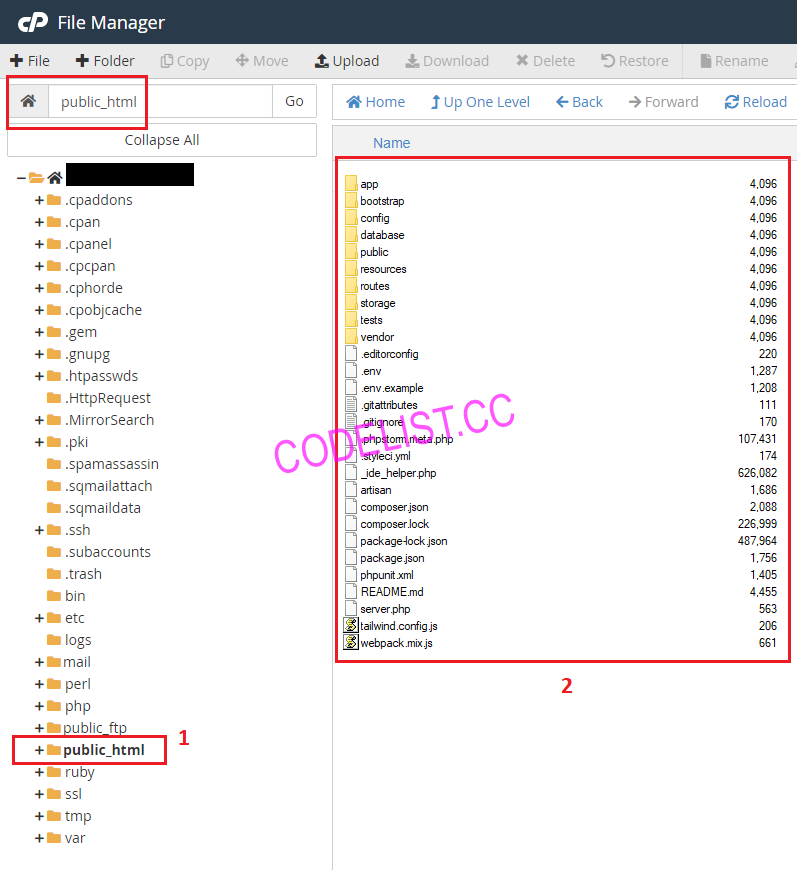 cP File Manager
+ File + Folder Copy Move Upload Download Delete Restore Rename
public_html Go
Home Up One Level Back Forward Reload
Collapse All
Name
.cpaddons
.cpan
.cpanel
.cpcpan
.cphorde
.cpobjcache
.gem
.gnupg
.htpasswds
.HttpRequest
.MirrorSearch
.pki
.spamassassin
.sqmailattach
.sqmaildata
.ssh
.subaccounts
.trash
bin
etc
logs
mail
perl
php
public_ftp
public_html
1
ruby
ssl
tmp
var
app 4,096
bootstrap 4,096
config 4,096
database 4,096
public 4,096
resources 4,096
routes 4,096
storage 4,096
tests 4,096
vendor 4,096
.editorconfig 220
.env 1,287
.env.example 1,208
.gitattributes 111
.gitignore 170
.phpstorm.meta.php 107,431
.styleci.yml 174
_ide_helper.php 626,082
artisan 1,686
composer.json 2,088
composer.lock 226,999
package-lock.json 487,964
package.json 1,756
phpunit.xml 1,405
README.md 4,455
server.php 563
tailwind.config.js 206
webpack.mix.js 661
2
CODELIST.CC